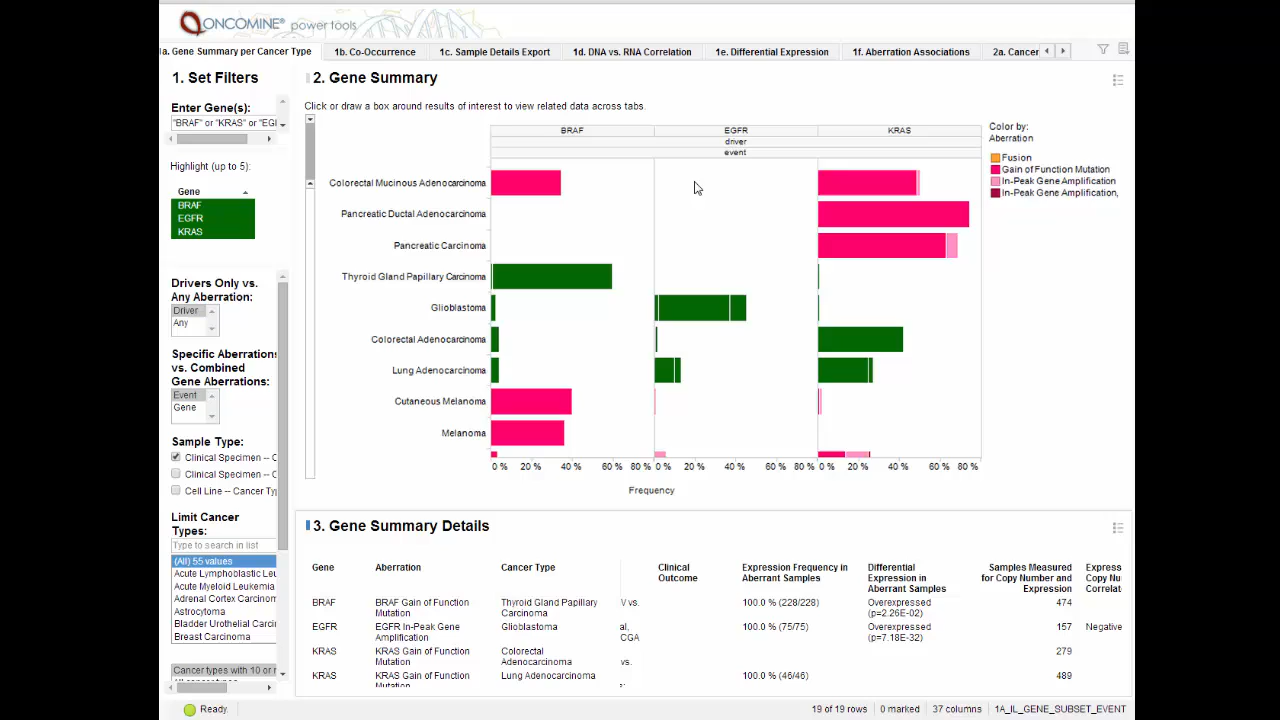 ONCOMINE® power tools
1a. Gene Summary per Cancer Type
1b. Co-Occurrence
1c. Sample Details Export
1d. DNA vs. RNA Correlation
1e. Differential Expression
1f. Aberration Associations
2a. Cancer
1. Set Filters
Enter Gene(s):
"BRAF" or "KRAS" or "EGI
Highlight (up to 5):
Gene
BRAF
EGFR
KRAS
Drivers Only vs.
Any Aberration:
Driver
Any
Specific Aberrations
vs. Combined
Gene Aberrations:
Event
Gene
Sample Type:
Clinical Specimen -- C
Clinical Specimen -- C
Cell Line -- Cancer Ty
Limit Cancer
Types:
Type to search in list
(All) 55 values
Acute Lymphoblastic Leu
Acute Myeloid Leukemia
Adrenal Cortex Carcinom
Astrocytoma
Bladder Urothelial Carcin
Breast Carcinoma
Cancer types with 10 or
2. Gene Summary
Click or draw a box around results of interest to view related data across tabs.
BRAF EGFR KRAS
driver
event
Colorectal Mucinous Adenocarcinoma
Pancreatic Ductal Adenocarcinoma
Pancreatic Carcinoma
Thyroid Gland Papillary Carcinoma
Glioblastoma
Colorectal Adenocarcinoma
Lung Adenocarcinoma
Cutaneous Melanoma
Melanoma
0 % 20 % 40 % 60 % 80 % 0 % 20 % 40 % 60 % 80 % 0 % 20 % 40 % 60 % 80 %
Frequency
Color by:
Aberration
Fusion
Gain of Function Mutation
In-Peak Gene Amplification
In-Peak Gene Amplification,
3. Gene Summary Details
Gene Aberration Cancer Type Clinical Outcome Expression Frequency in Aberrant Samples Differential Expression in Aberrant Samples Samples Measured for Copy Number and Expression Express Copy Nu Correlat
BRAF BRAF Gain of Function Mutation Thyroid Gland Papillary Carcinoma V vs. 100.0 % (228/228) Overexpressed (p=2.26E-02) 474
EGFR EGFR In-Peak Gene Amplification Glioblastoma al, CGA 100.0 % (75/75) Overexpressed (p=7.18E-32) 157 Negative
KRAS KRAS Gain of Function Mutation Colorectal Adenocarcinoma vs. 279
KRAS KRAS Gain of Function Mutation Lung Adenocarcinoma 100.0 % (46/46) 489
Ready.
19 of 19 rows
0 marked
37 columns
1A_IL_GENE_SUBSET_EVENT